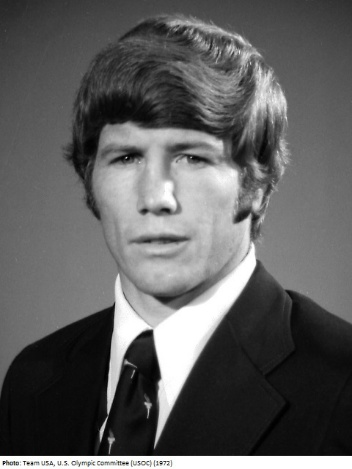 Photo: Team USA, U.S. Olympic Committee (USOC) (1972)